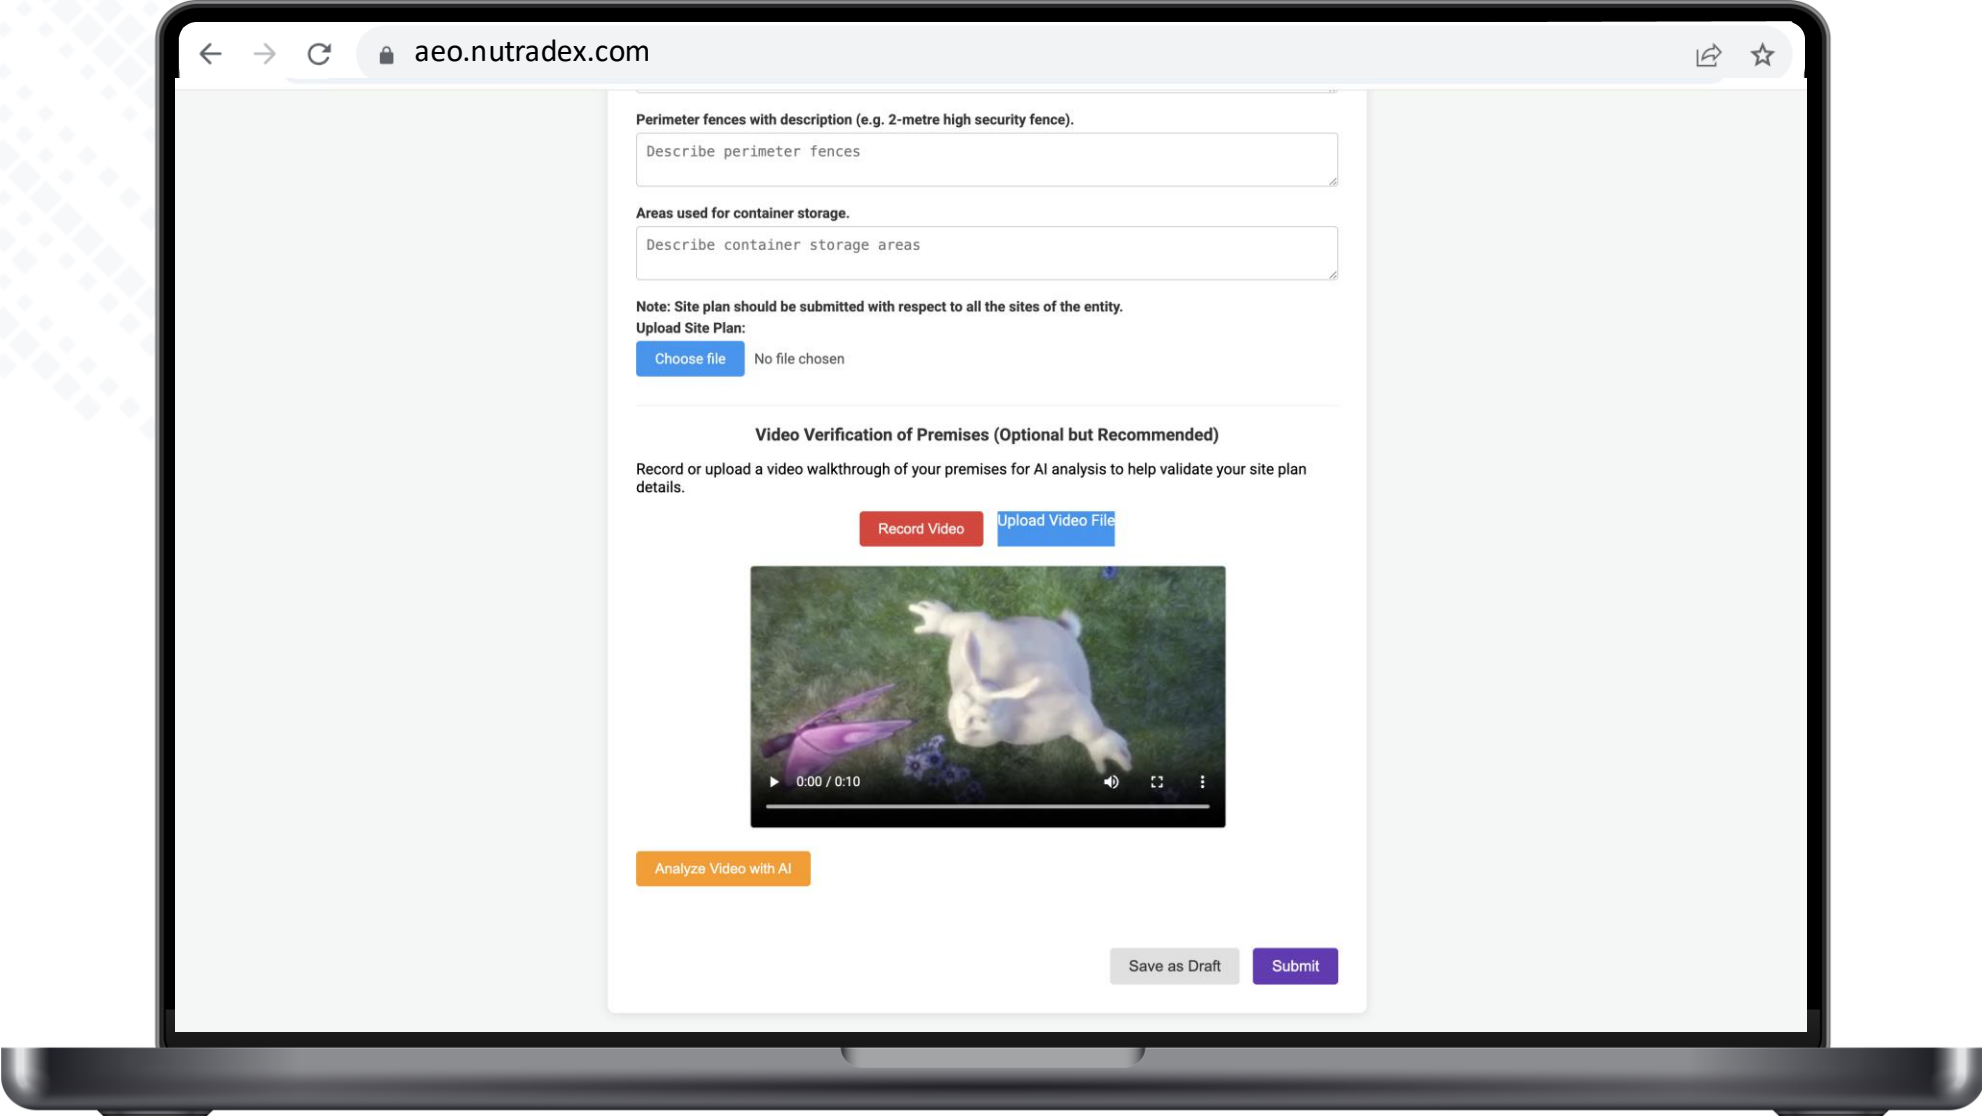 aeo.nutradex.com
Perimeter fences with description (e.g. 2-metre high security fence).
Describe perimeter fences
Areas used for container storage.
Describe container storage areas
Note: Site plan should be submitted with respect to all the sites of the entity.
Upload Site Plan:
Choose file No file chosen
Video Verification of Premises (Optional but Recommended)
Record or upload a video walkthrough of your premises for AI analysis to help validate your site plan
details.
Record Video Upload Video File
0:00 / 0:10
Analyze Video with AI
Save as Draft Submit